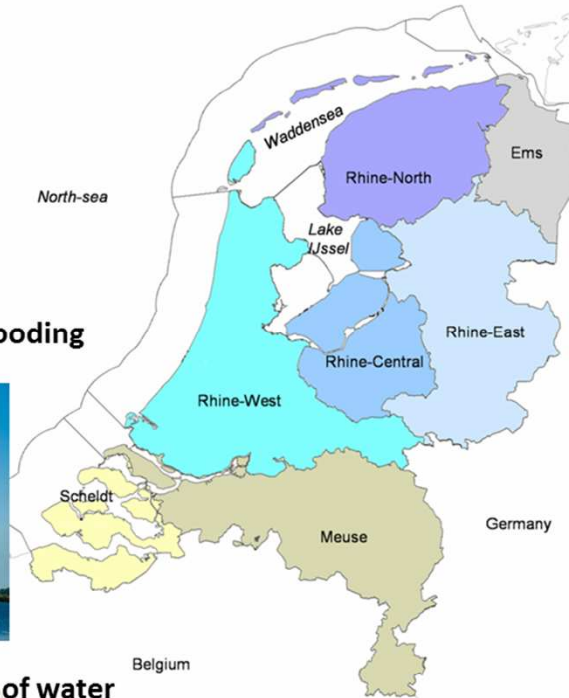 Waddensea
Ems
Rhine-North
North-sea
Lake
IJssel
ooding
Rhine-East
Rhine-Central
Rhine-West
Scheldt
Germany
Meuse
Belgium
of water